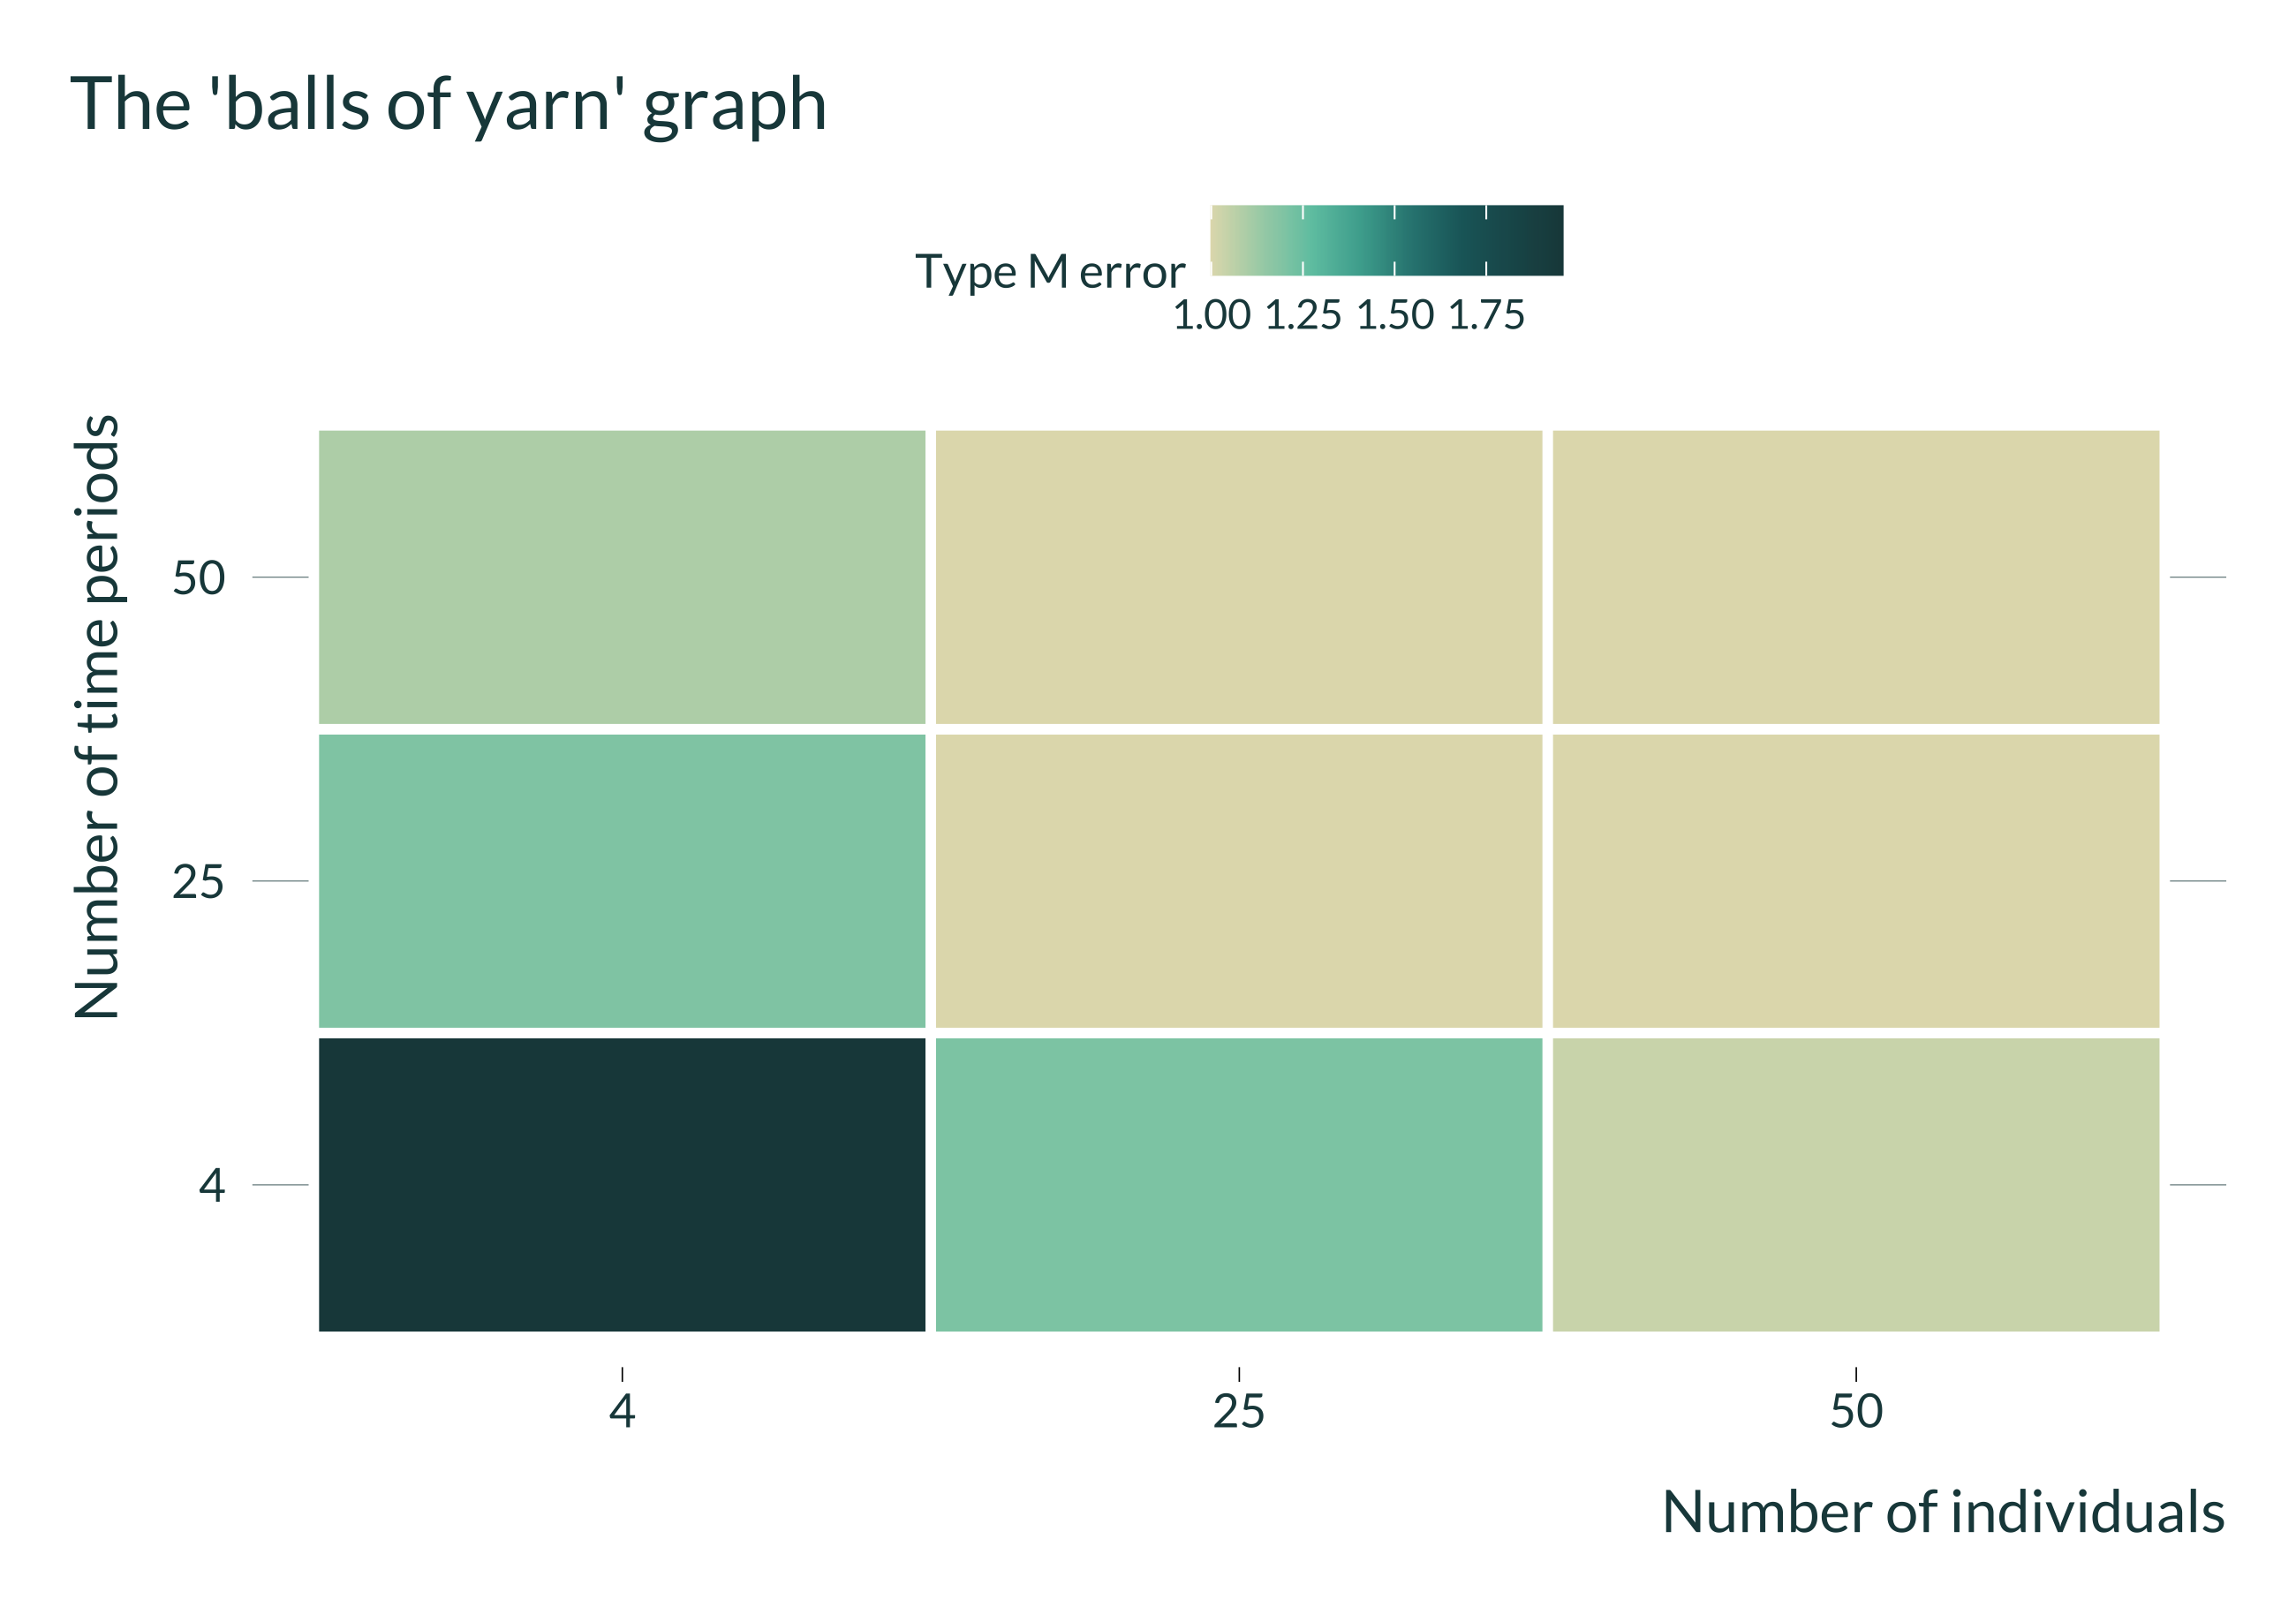 The 'balls of yarn' graph
Type M error
1.00 1.25 1.50 1.75
Number of time periods
50
25
4
4 25 50
Number of individuals